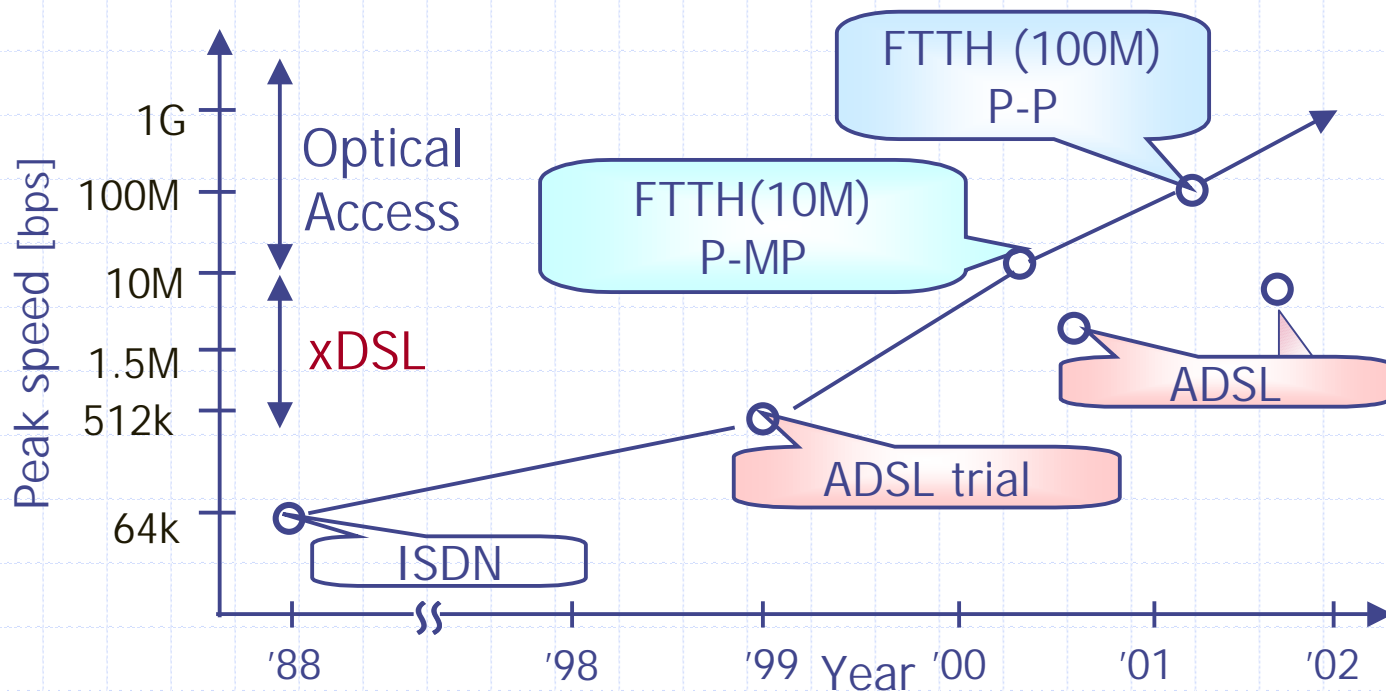 FTTH (100M)
P-P
1G
Optical
Access
100M
FTTH(10M)
P-MP
10M
Peak speed [bps]
xDSL
1.5M
ADSL
512k
ADSL trial
64k
ISDN
'88
'98
'99
Year
'00
'01
'02